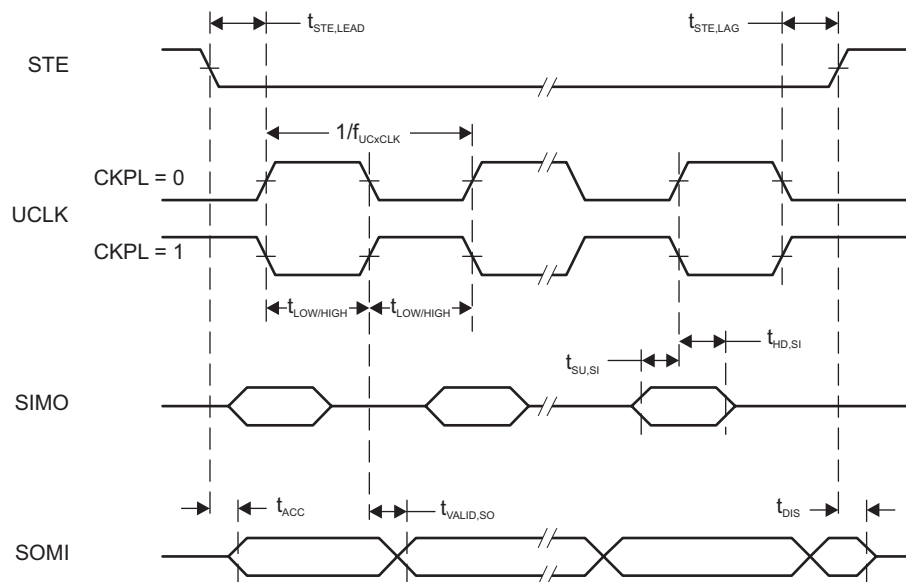 tSTE,LEAD
tSTE,LAG
STE
1/fUCxCLK
CKPL = 0
UCLK
CKPL = 1
tLOW/HIGH tLOW/HIGH
tHD,SI
tSU,SI
SIMO
tACC
tVALID,SO
tDIS
SOMI